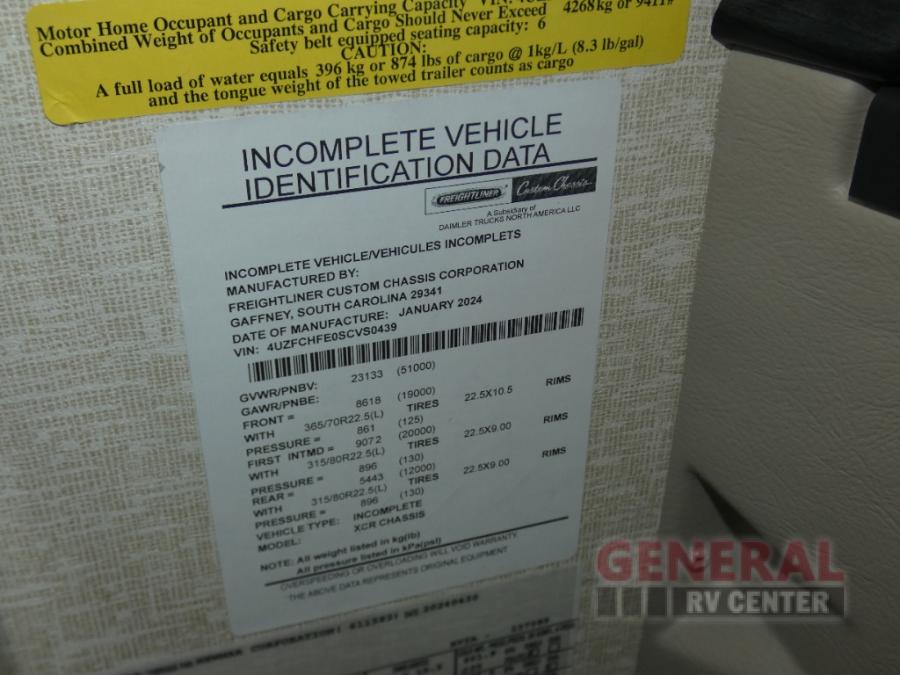 Motor Home Occupant and Cargo Carrying Capacity VIN:
Combined Weight of Occupants and Cargo Should Never Exceed 4268kg or 9411#
Safety belt equipped seating capacity: 6
CAUTION:
A full load of water equals 396 kg or 874 lbs of cargo @ 1kg/L (8.3 lb/gal)
and the tongue weight of the towed trailer counts as cargo
INCOMPLETE VEHICLE
IDENTIFICATION DATA
FREIGHTLINER Custom Chassis
A Subsidiary of
DAIMLER TRUCKS NORTH AMERICA LLC
INCOMPLETE VEHICLE/VEHICULES INCOMPLETS
MANUFACTURED BY:
FREIGHTLINER CUSTOM CHASSIS CORPORATION
GAFFNEY, SOUTH CAROLINA 29341
DATE OF MANUFACTURE: JANUARY 2024
VIN: 4UZFCHFE0SCVS0439
GVWR/PNBV: 23133 (51000)
GAWR/PNBE:
FRONT = 8618 (19000)
WITH 365/70R22.5(L) TIRES 22.5X10.5 RIMS
PRESSURE = 861 (125)
FIRST INTMD = 9072 (20000)
WITH 315/80R22.5(L) TIRES 22.5X9.00 RIMS
PRESSURE = 896 (130)
REAR = 5443 (12000)
WITH 315/80R22.5(L) TIRES 22.5X9.00 RIMS
PRESSURE = 896 (130)
VEHICLE TYPE: INCOMPLETE
MODEL: XCR CHASSIS
NOTE: All weight listed in kg(lb)
All pressure listed in kPa(psi)
OVERSPEEDING OR OVERLOADING WILL VOID WARRANTY.
THE ABOVE DATA REPRESENTS ORIGINAL EQUIPMENT
CORPORATION
GENERAL
RV CENTER